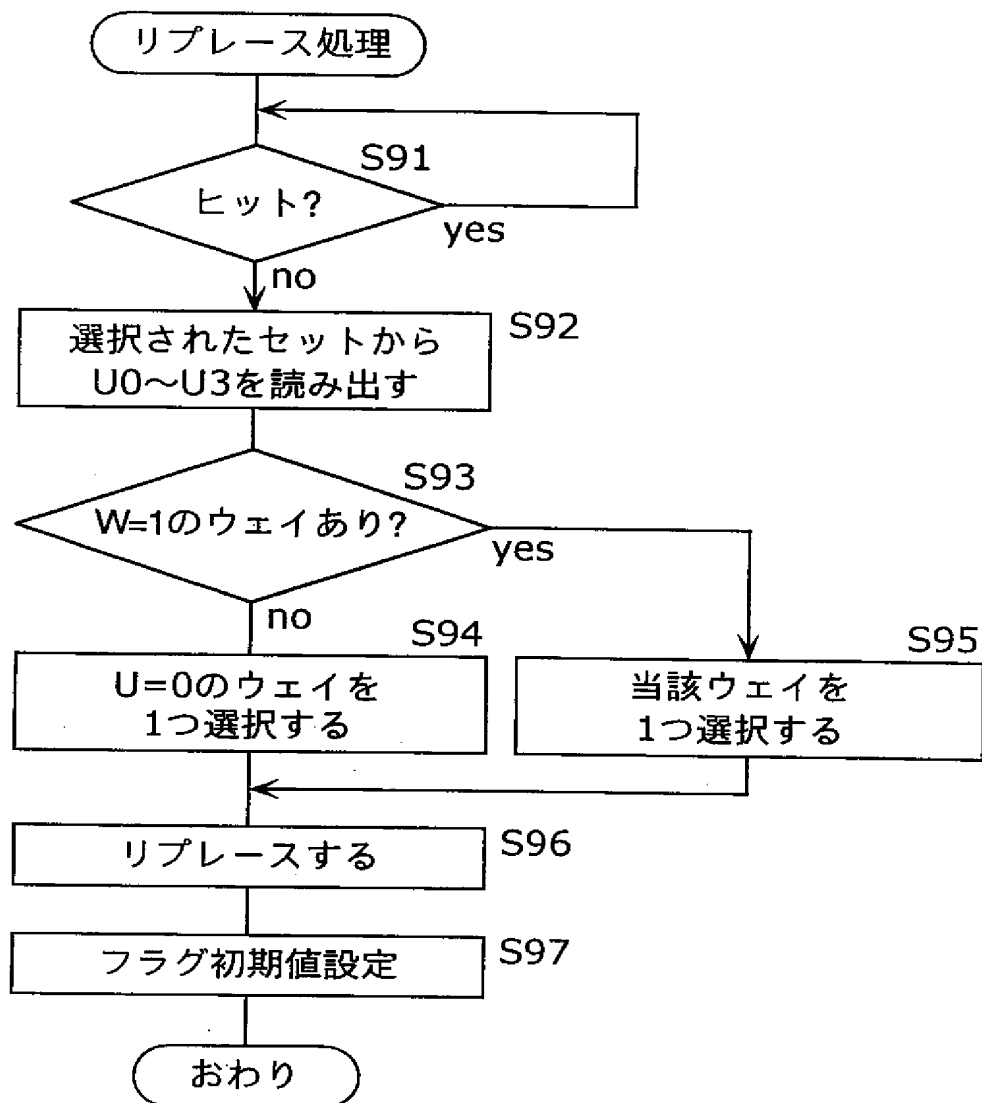 リプレース処理
S91
ヒット?
yes
no
S92
選択されたセットから
U0～U3を読み出す
S93
W=1のウェイあり?
yes
no
S94
U=0のウェイを
1つ選択する
S95
当該ウェイを
1つ選択する
リプレースする
S96
フラグ初期値設定
S97
おわり